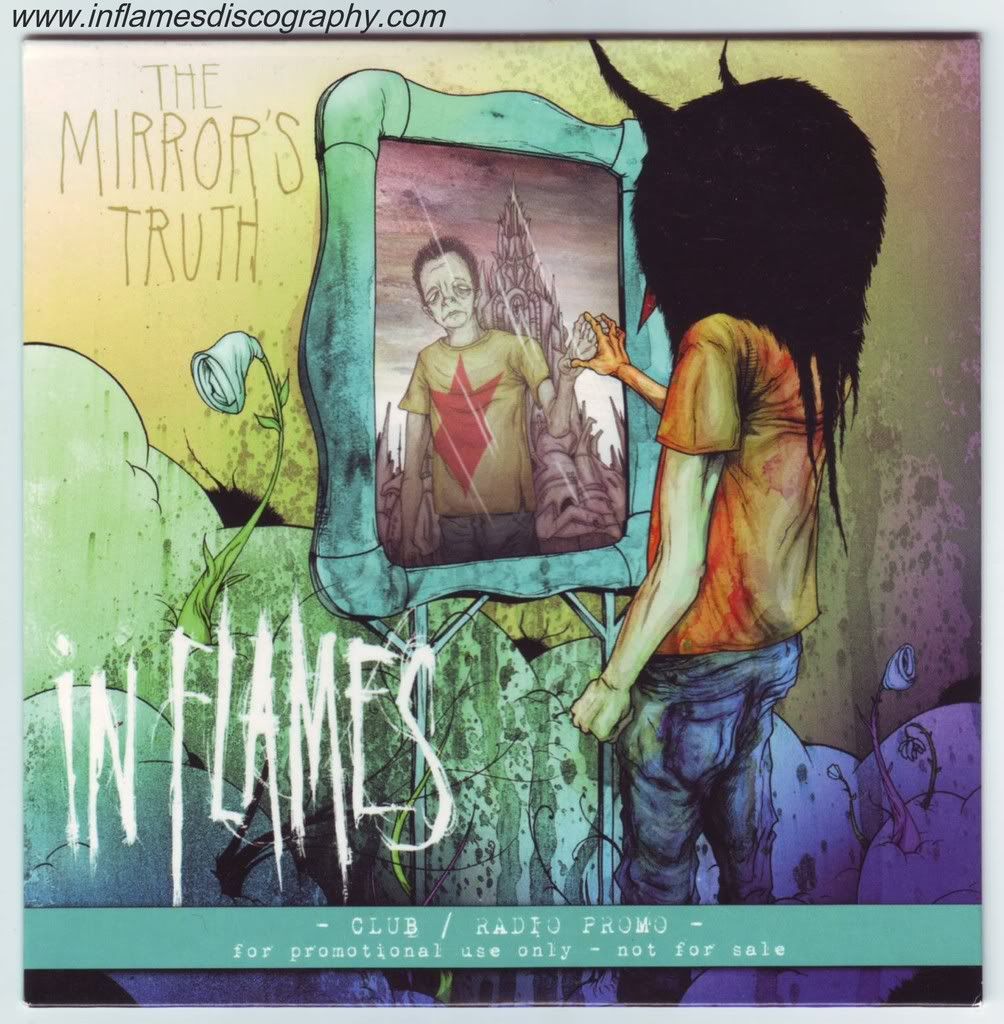 www.inflamesdiscography.com
THE
MIRROR'S
TRUTH
iN FLAMES
- CLUB / RADIO PROMO -
for promotional use only - not for sale